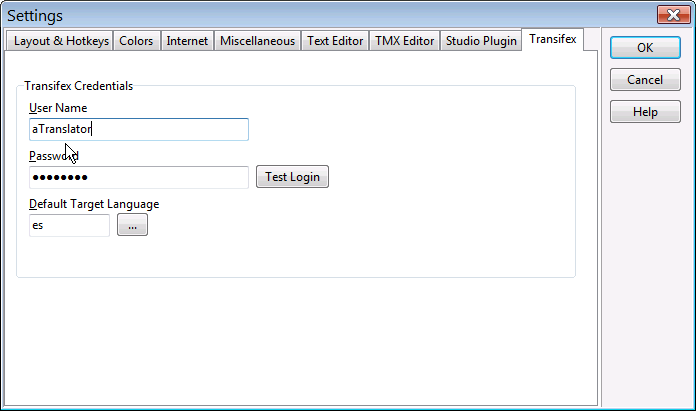 Settings
Layout & Hotkeys Colors Internet Miscellaneous Text Editor TMX Editor Studio Plugin Transifex
OK
Cancel
Help
Transifex Credentials
User Name
aTranslator
Password
●●●●●●●● Test Login
Default Target Language
es ...